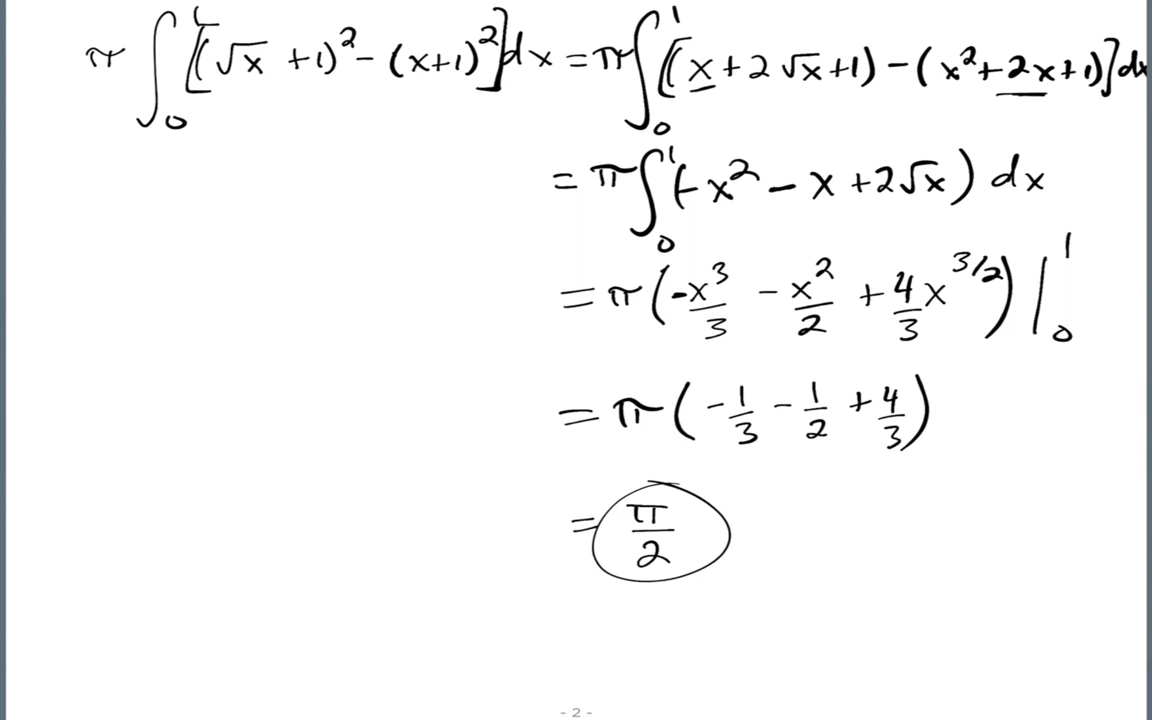 π ∫₀¹ [(√x + 1)² - (x+1)²] dx = π ∫₀¹ [(x + 2√x + 1) - (x² + 2x + 1)] dx
= π ∫₀¹ (-x² - x + 2√x) dx
= π (-x³/3 - x²/2 + 4/3 x^(3/2)) |₀¹
= π (-1/3 - 1/2 + 4/3)
= π/2
- 2 -